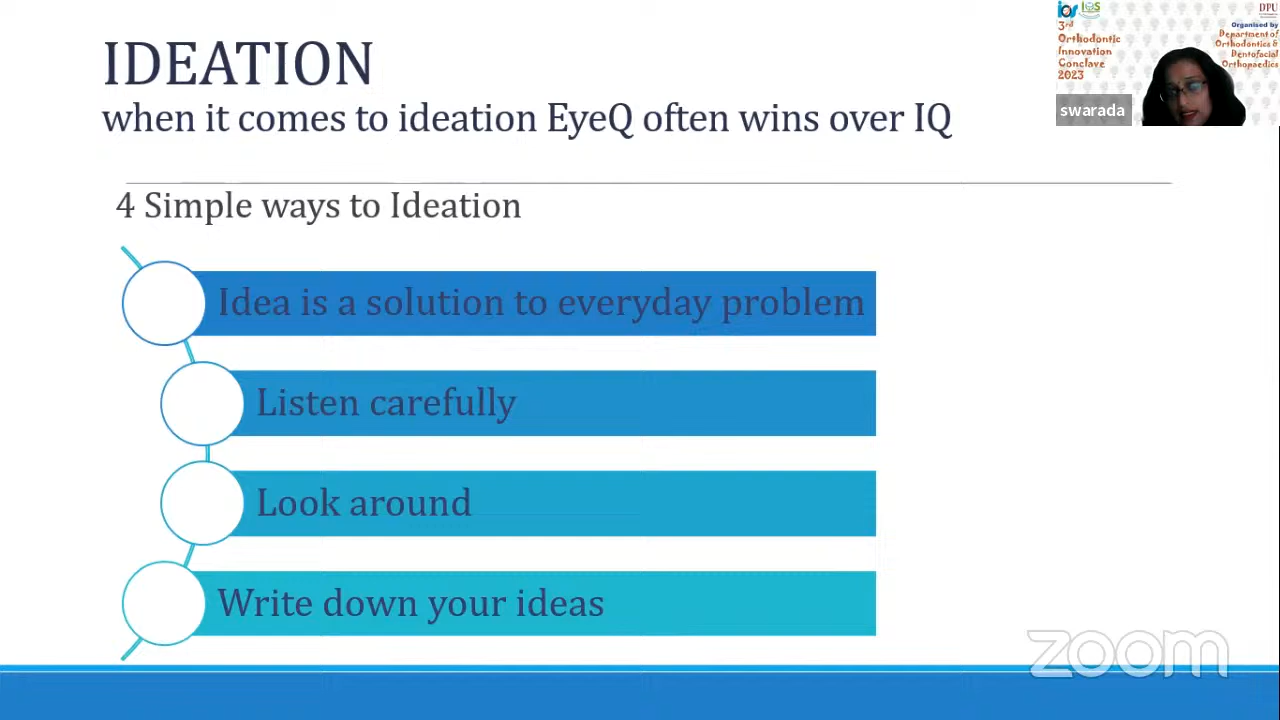 IDEATION
when it comes to ideation EyeQ often wins over IQ
4 Simple ways to Ideation
Idea is a solution to everyday problem
Listen carefully
Look around
Write down your ideas
IOS
DPU
3rd
Orthodontic
Innovation
Conclave
2023
Organised by
Department of
Orthodontics &
Dentofacial
Orthopaedics
swarada
zoom